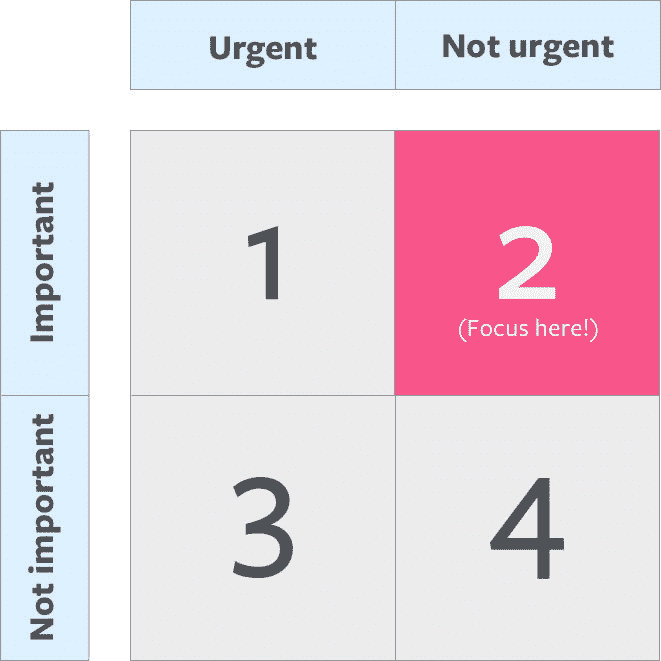 Urgent
Not urgent
Important
1
2
(Focus here!)
Not important
3
4